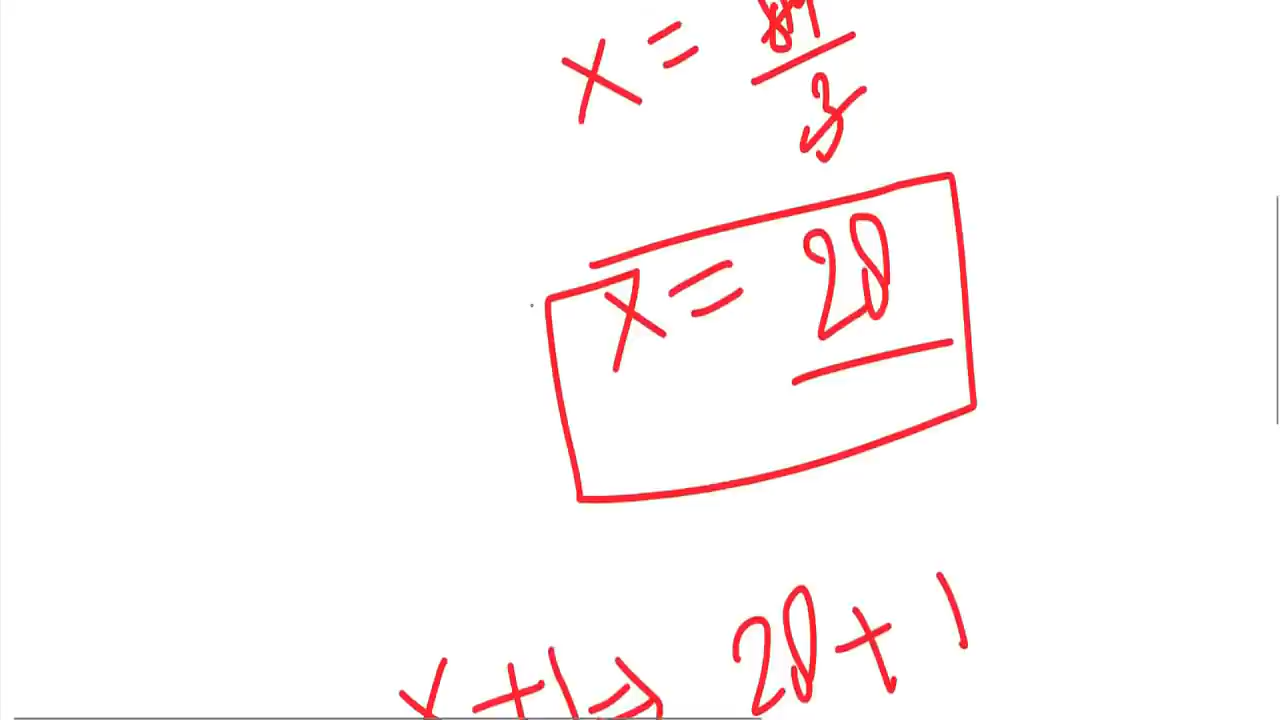 x =
3
x = 28
x + 1 ⇒ 28 + 1